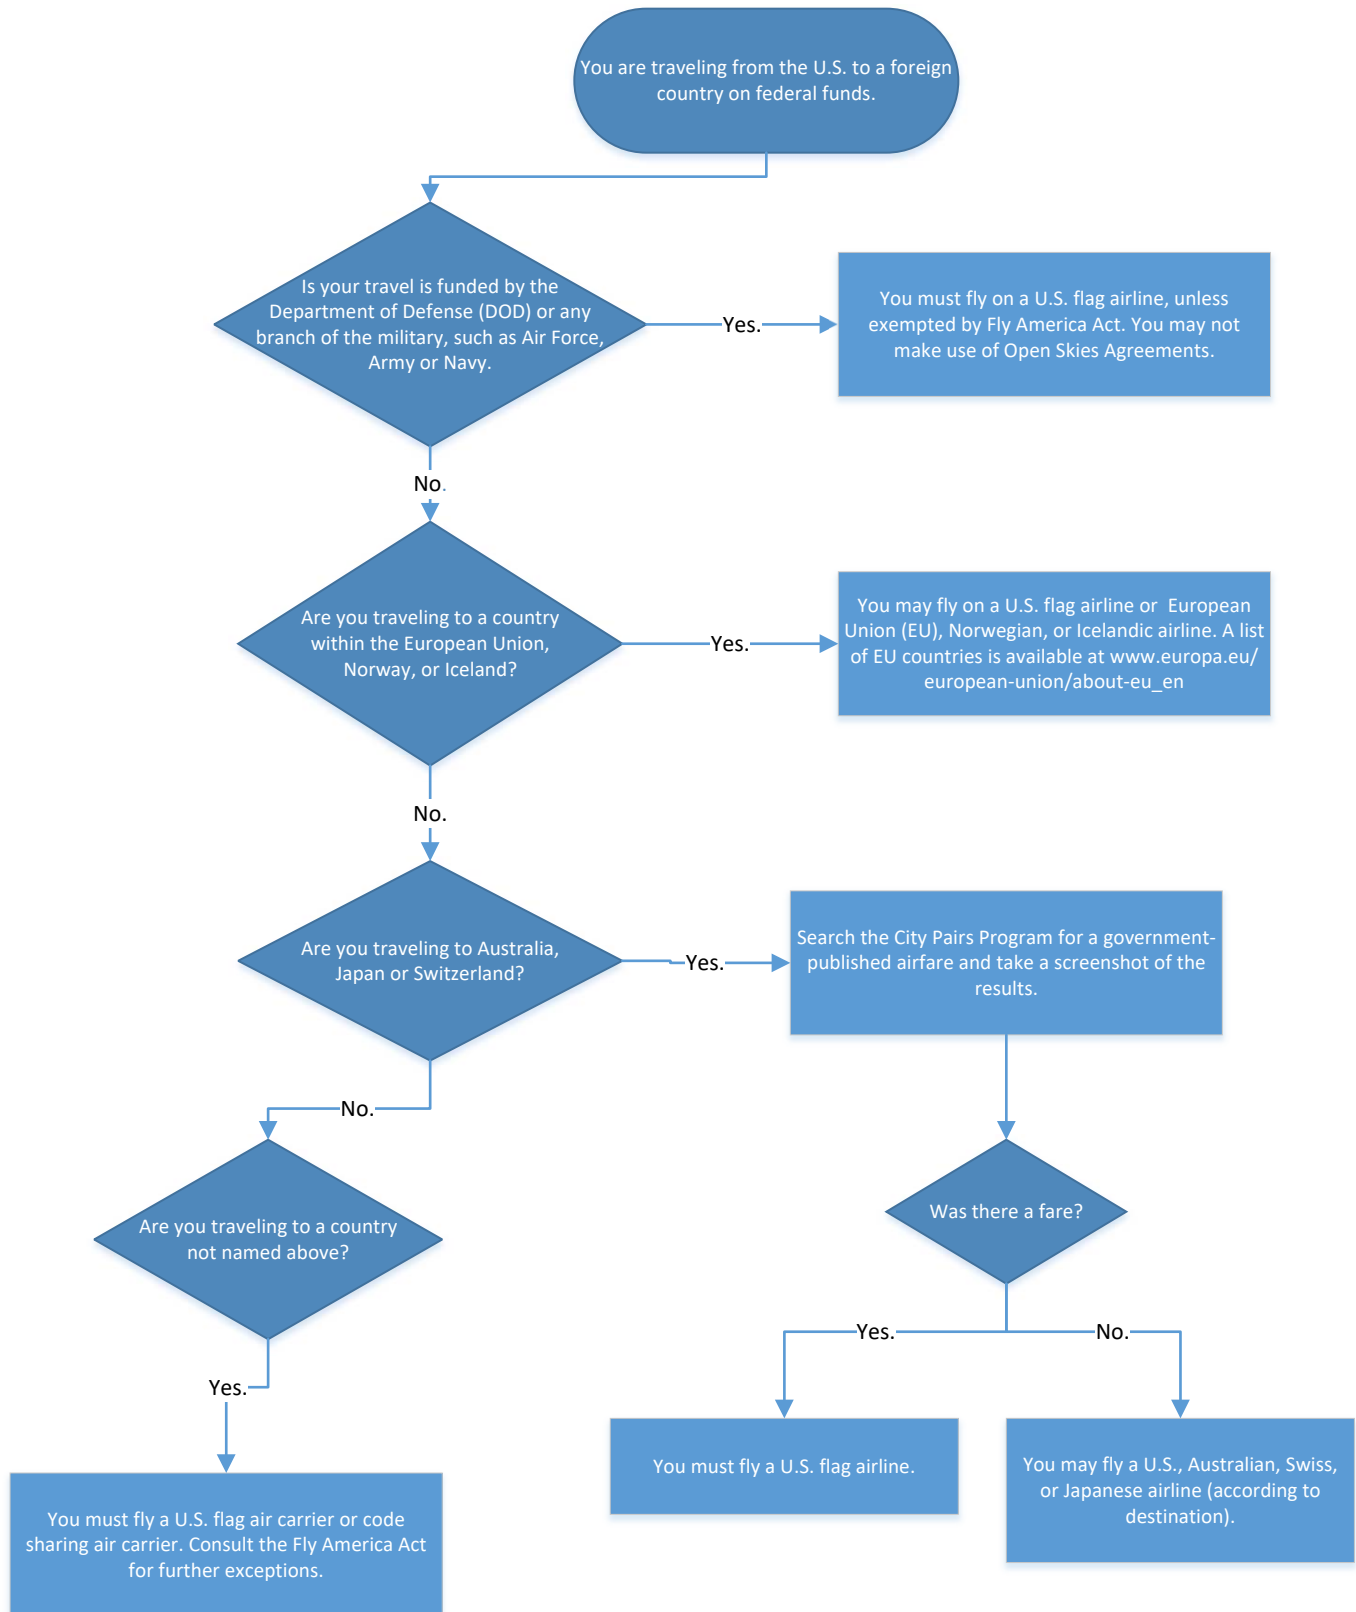 You are traveling from the U.S. to a foreign
country on federal funds.
Is your travel is funded by the
Department of Defense (DOD) or any
branch of the military, such as Air Force,
Army or Navy.
Yes.
You must fly on a U.S. flag airline, unless
exempted by Fly America Act. You may not
make use of Open Skies Agreements.
No.
Are you traveling to a country
within the European Union,
Norway, or Iceland?
Yes.
You may fly on a U.S. flag airline or  European
Union (EU), Norwegian, or Icelandic airline. A list
of EU countries is available at www.europa.eu/
european-union/about-eu_en
No.
Are you traveling to Australia,
Japan or Switzerland?
Yes.
Search the City Pairs Program for a government-
published airfare and take a screenshot of the
results.
No.
Are you traveling to a country
not named above?
Was there a fare?
Yes.
No.
Yes.
You must fly a U.S. flag airline.
You may fly a U.S., Australian, Swiss,
or Japanese airline (according to
destination).
You must fly a U.S. flag air carrier or code
sharing air carrier. Consult the Fly America Act
for further exceptions.